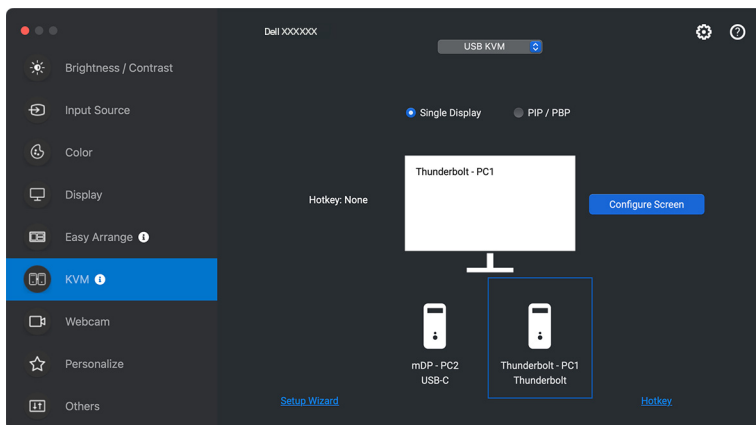 Dell XXXXXX
USB KVM
Brightness / Contrast
Input Source
Color
Display
Easy Arrange
KVM
Webcam
Personalize
Others
Single Display
PIP / PBP
Hotkey: None
Thunderbolt - PC1
Configure Screen
mDP - PC2
USB-C
Thunderbolt - PC1
Thunderbolt
Setup Wizard
Hotkey